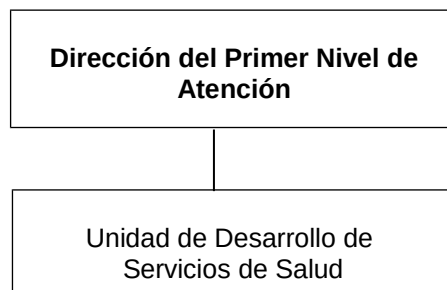 Dirección del Primer Nivel de
Atención
Unidad de Desarrollo de
Servicios de Salud